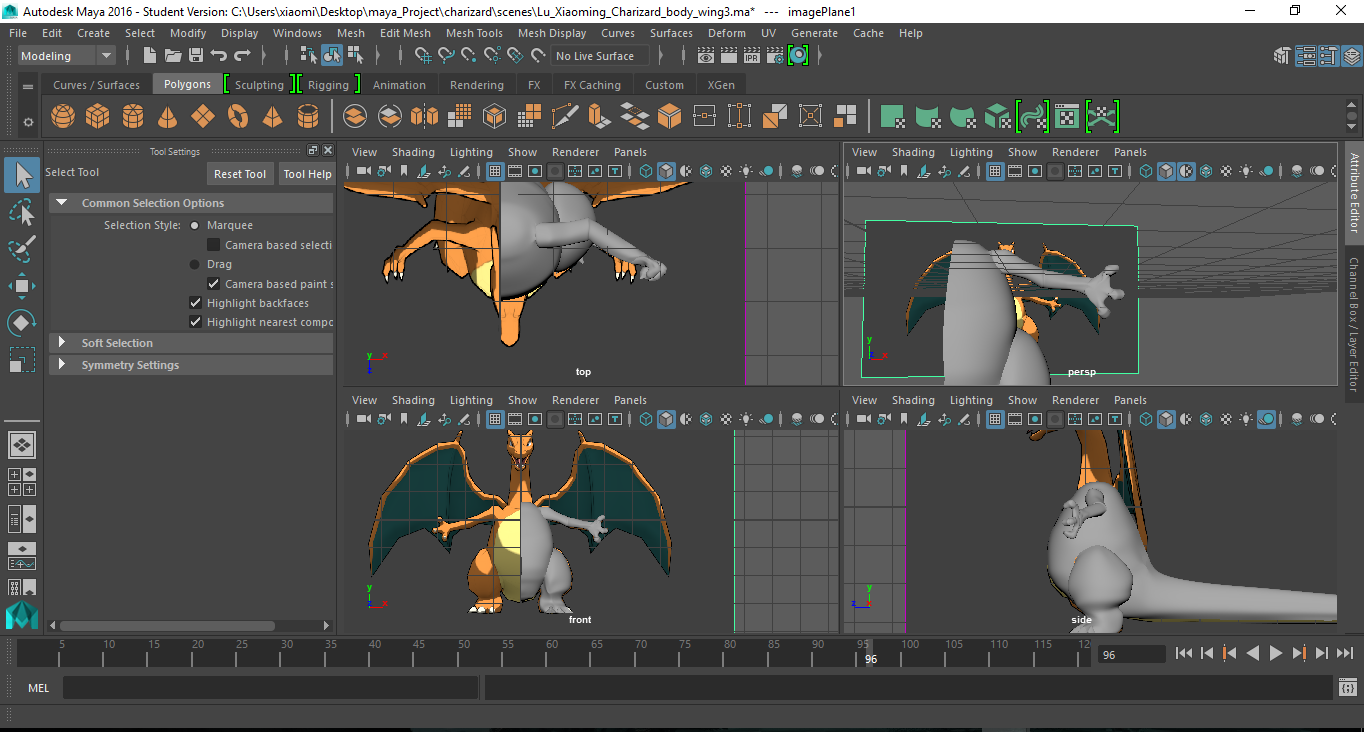 Autodesk Maya 2016 - Student Version: C:\Users\xiaomi\Desktop\maya_Project\charizard\scenes\Lu_Xiaoming_Charizard_body_wing3.ma* --- imagePlane1
File Edit Create Select Modify Display Windows Mesh Edit Mesh Mesh Tools Mesh Display Curves Surfaces Deform UV Generate Cache Help
Modeling No Live Surface IPR
Curves / Surfaces Polygons Sculpting Rigging Animation Rendering FX FX Caching Custom XGen
Tool Settings
Select Tool Reset Tool Tool Help
Common Selection Options
Selection Style: Marquee
Camera based selecti
Drag
Camera based paint s
Highlight backfaces
Highlight nearest compo
Soft Selection
Symmetry Settings
View Shading Lighting Show Renderer Panels
y x z
top
View Shading Lighting Show Renderer Panels
y x z
persp
View Shading Lighting Show Renderer Panels
y x z
front
View Shading Lighting Show Renderer Panels
y x z
side
Attribute Editor
Channel Box / Layer Editor
5 10 15 20 25 30 35 40 45 50 55 60 65 70 75 80 85 90 95 100 105 110 115 12
96
96
MEL